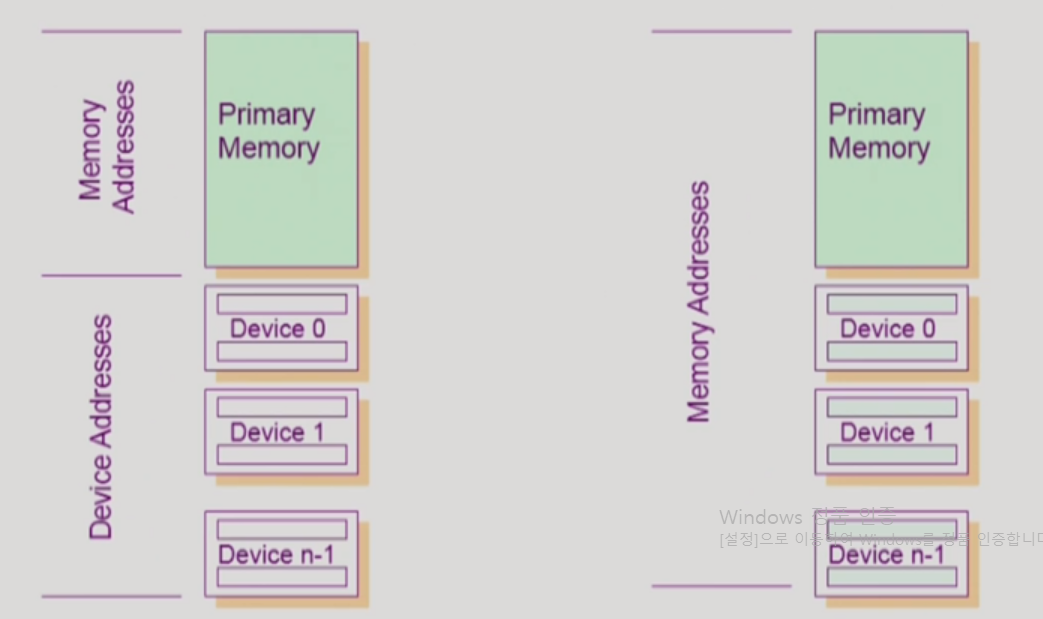 Memory
Addresses
Primary
Memory
Device Addresses
Device 0
Device 1
Device n-1
Memory Addresses
Primary
Memory
Device 0
Device 1
Device n-1
Windows 정품 인증
[설정]으로 이동하여 Windows를 정품 인증합니다